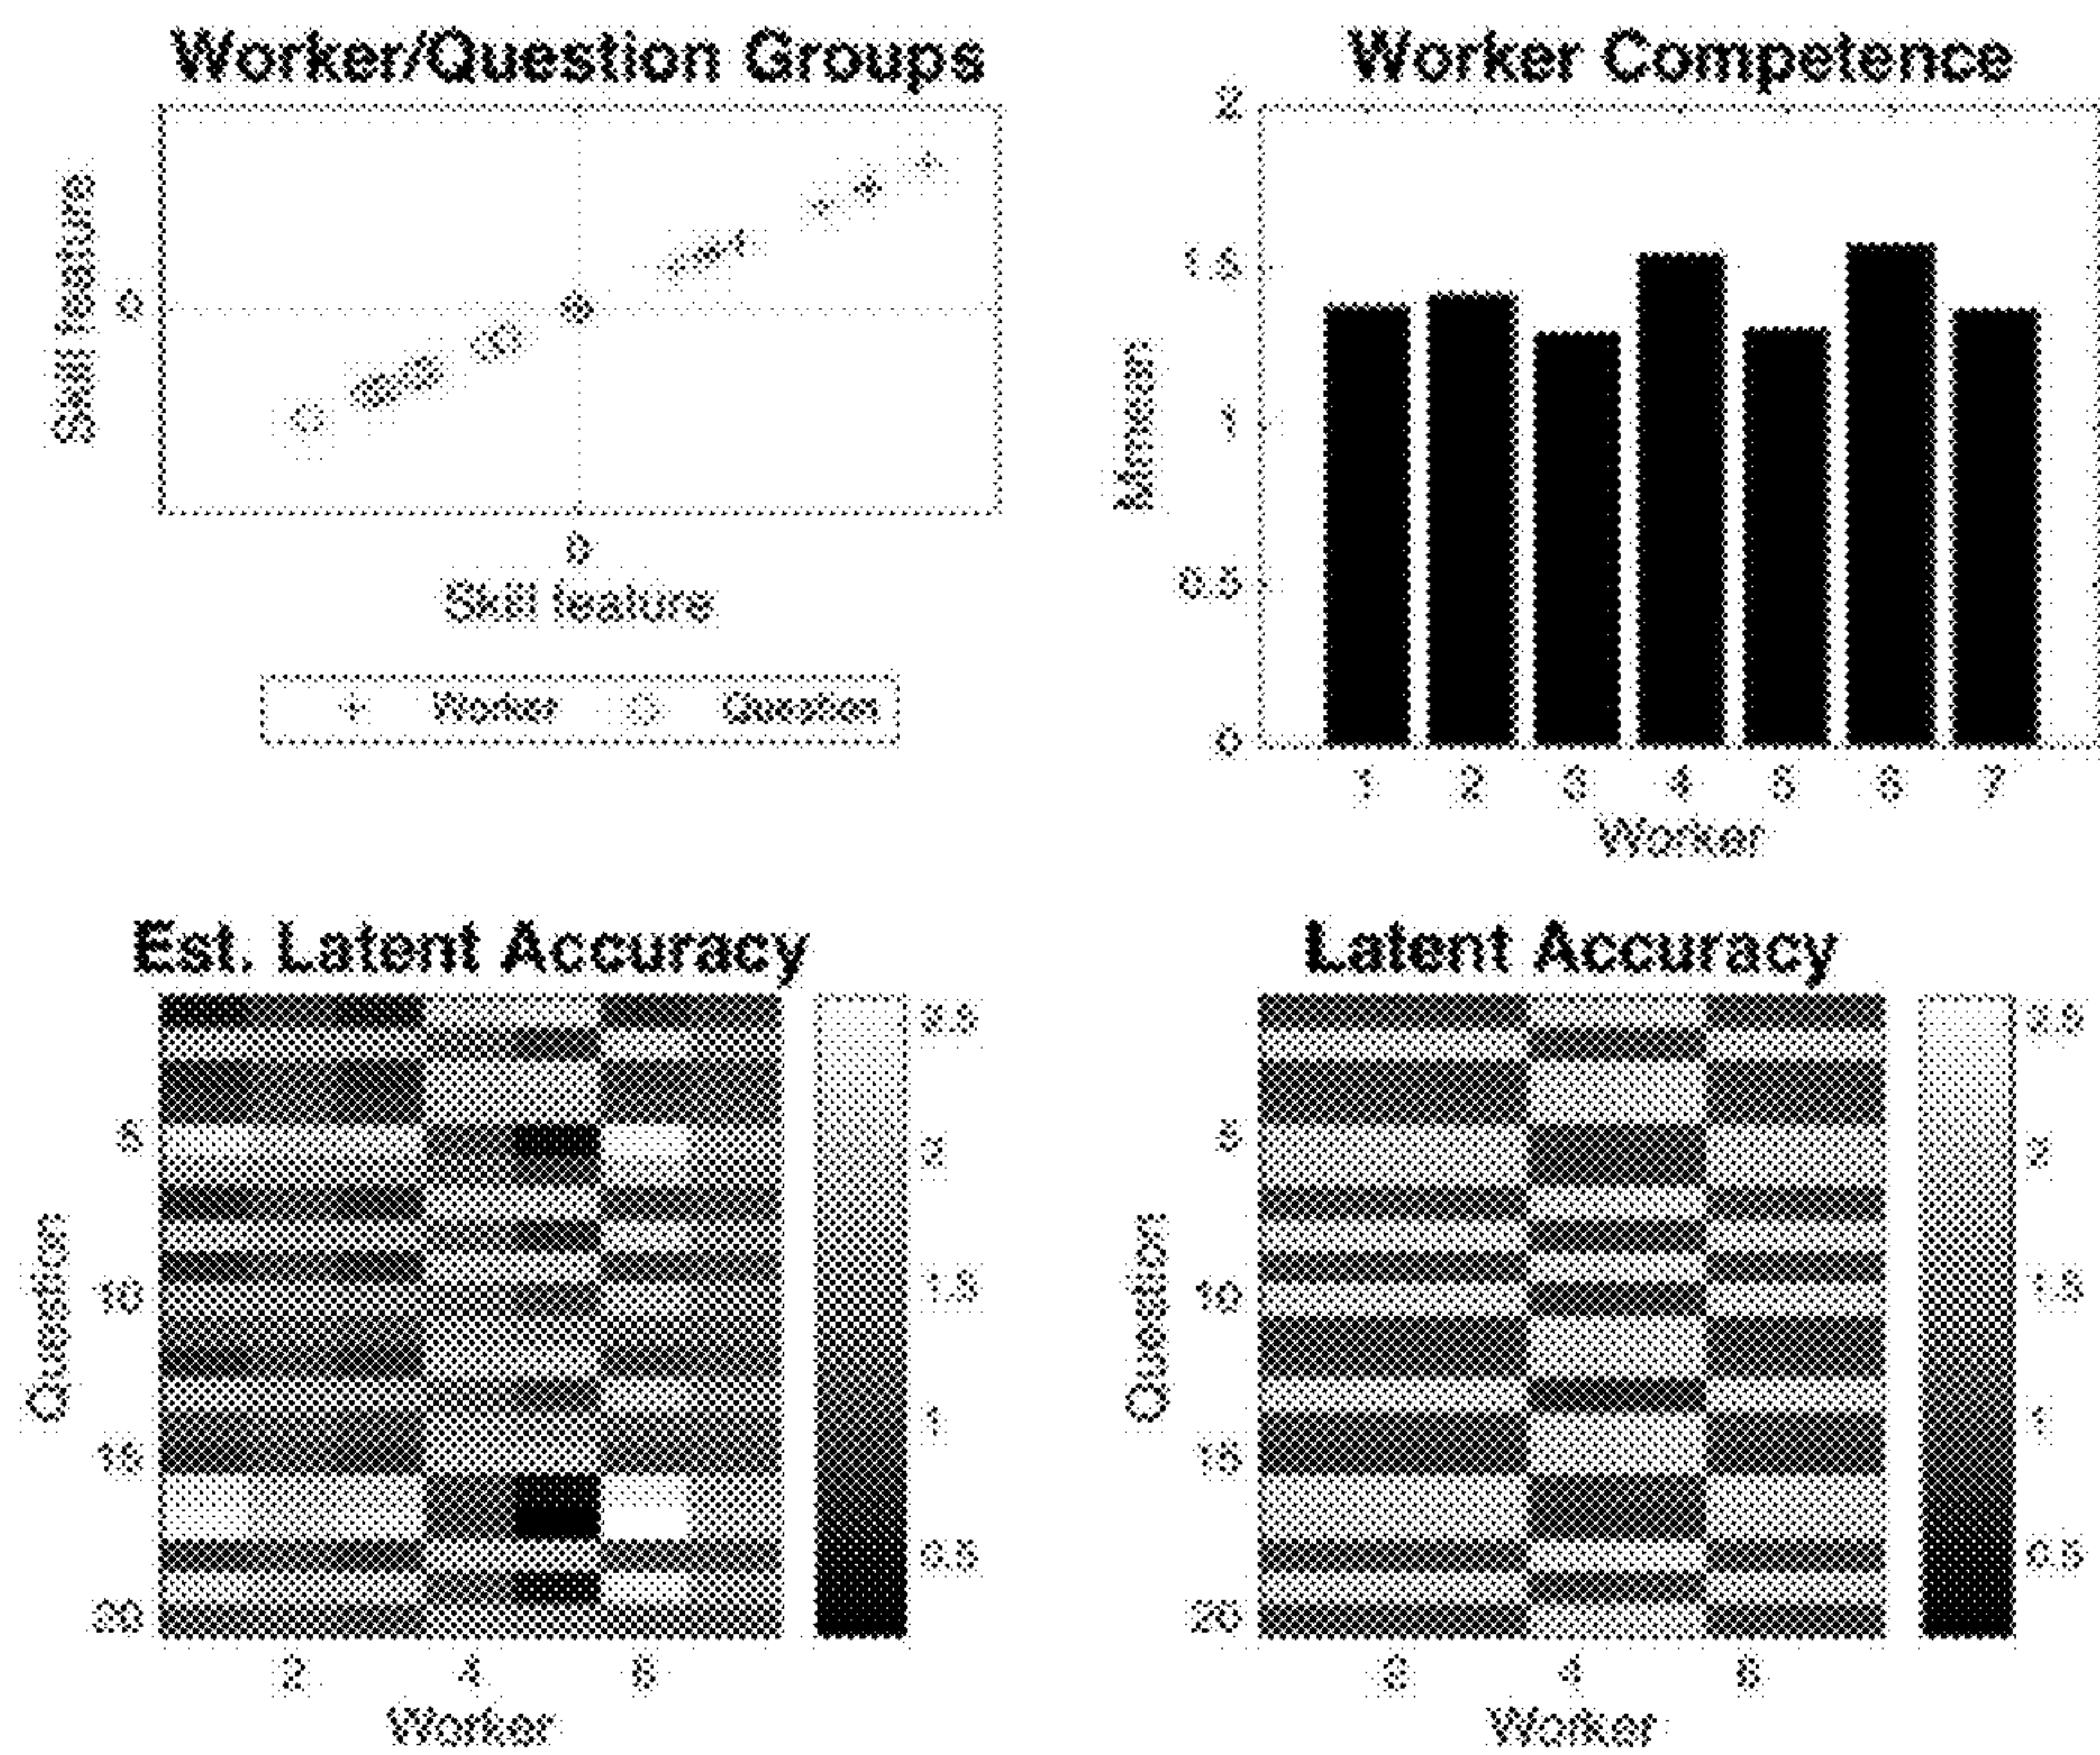 Worker/Question Groups
Skill feature
0
0
Skill feature
Worker
Question
Worker Competence
2
1.5
1
0.5
0
1 2 3 4 5 6 7
Worker
Est. Latent Accuracy
Question
5
10
15
20
2 4 6
Worker
2.5
2
1.5
1
0.5
Latent Accuracy
Question
5
10
15
20
2 4 6
Worker
2.5
2
1.5
1
0.5